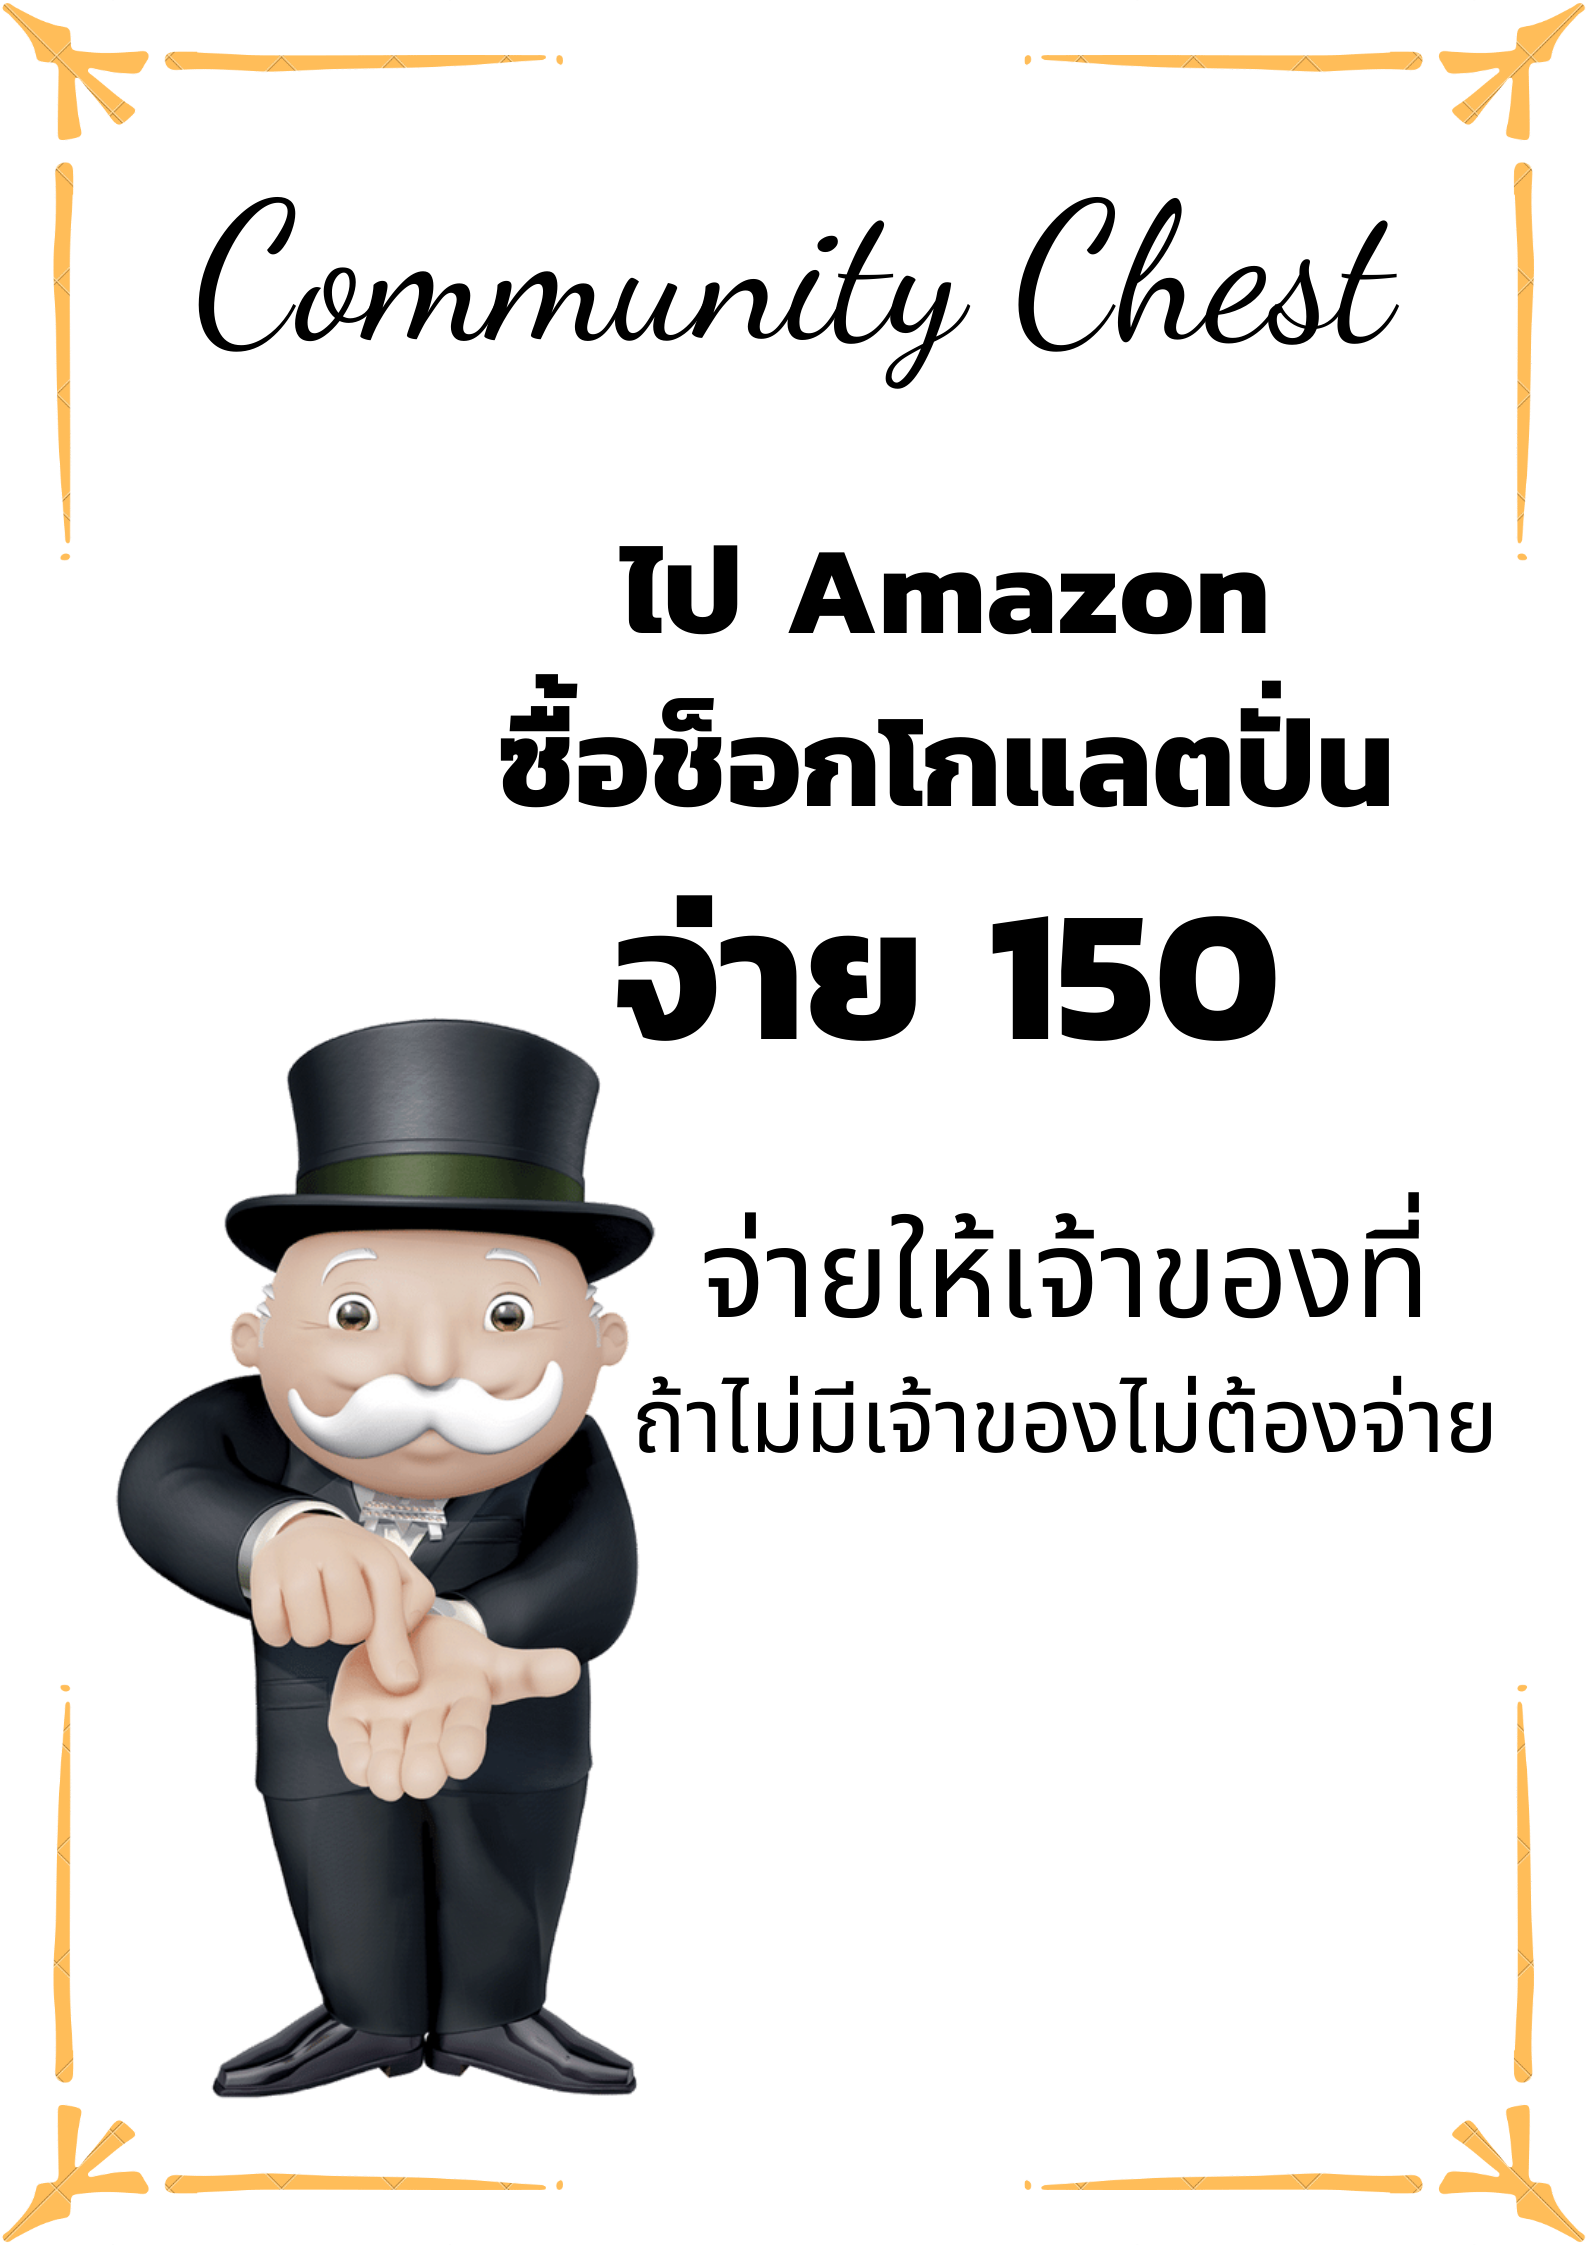 Community Chest
ไป Amazon
ซื้อช็อกโกแลตปั่น
จ่าย 150
จ่ายให้เจ้าของที่
ถ้าไม่มีเจ้าของไม่ต้องจ่าย